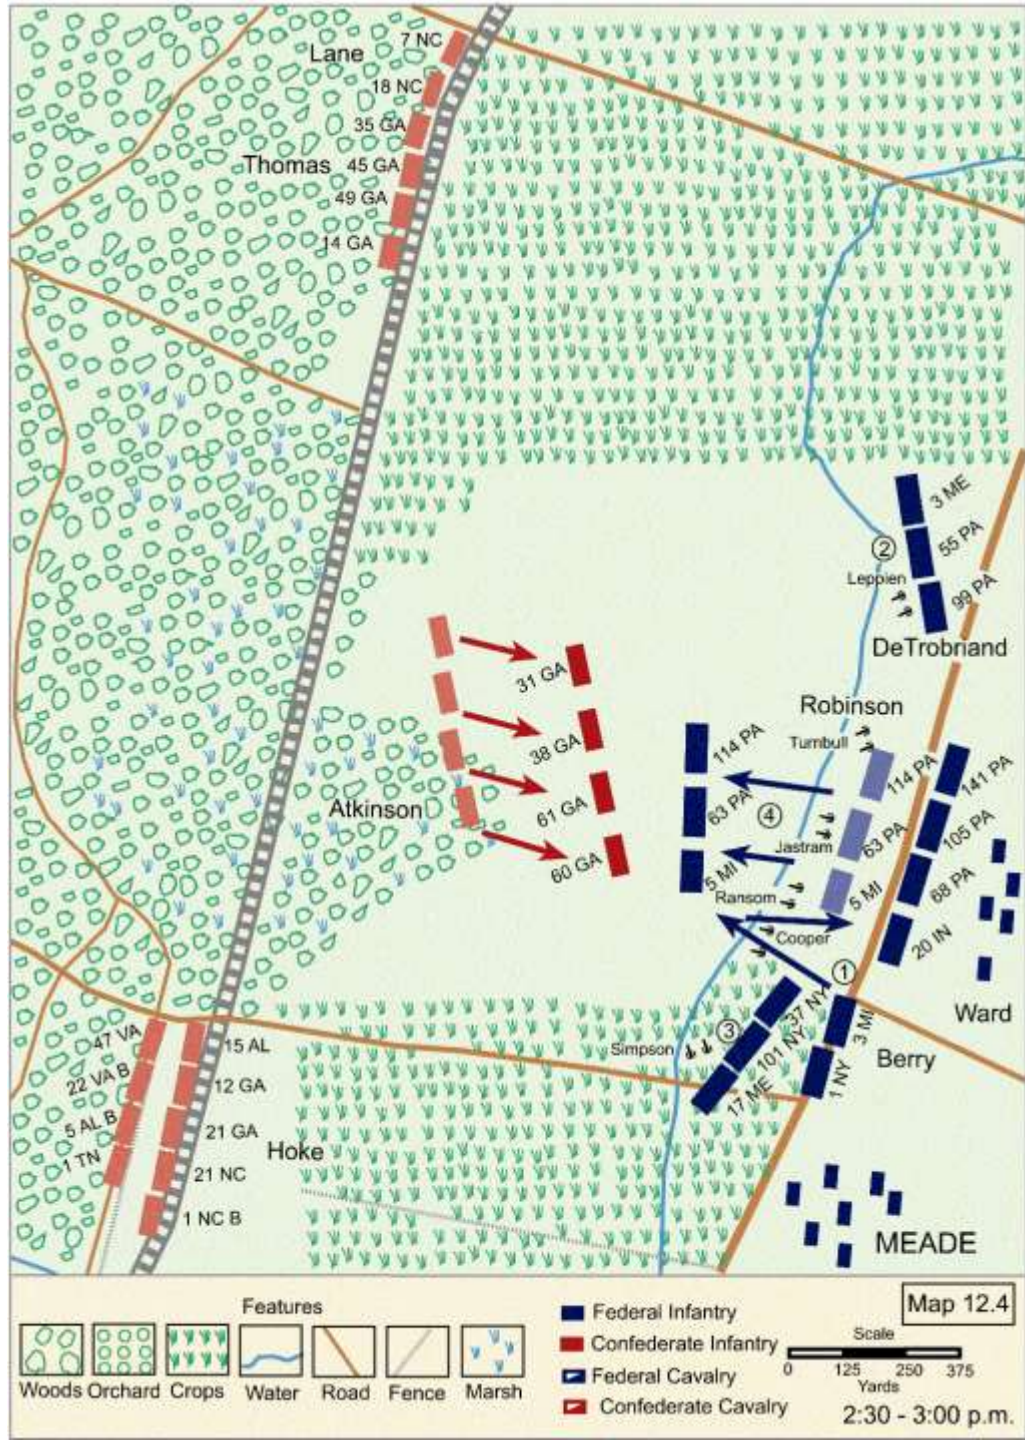 7 NC
Lane
18 NC
35 GA
Thomas
45 GA
49 GA
14 GA
3 ME
55 PA
2
Leppien
99 PA
DeTrobriand
31 GA
Robinson
Turnbull
114 PA
114 PA
141 PA
38 GA
Atkinson
61 GA
63 PA
4
63 PA
105 PA
Jastram
60 GA
5 MI
5 MI
68 PA
Ransom
20 IN
Cooper
1
Ward
37 NY
3 MI
3
101 NY
Berry
Simpson
17 ME
1 NY
47 VA
15 AL
22 VA B
12 GA
5 AL B
21 GA
1 TN
Hoke
21 NC
1 NC B
MEADE
Features
Woods
Orchard
Crops
Water
Road
Fence
Marsh
Federal Infantry
Confederate Infantry
Federal Cavalry
Confederate Cavalry
Map 12.4
Scale
0 125 250 375
Yards
2:30 - 3:00 p.m.